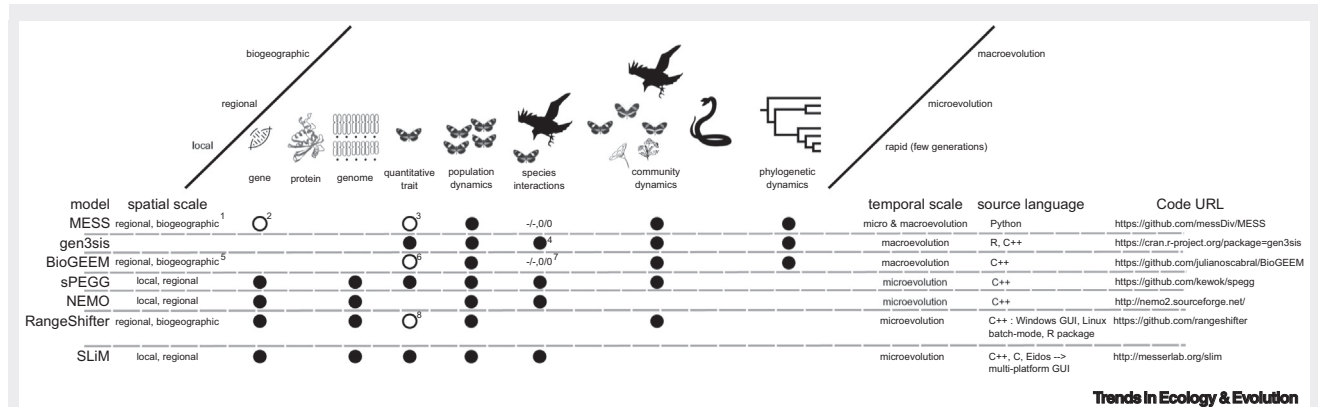 biogeographic
regional
local
macroevolution
microevolution
rapid (few generations)
gene
protein
genome
quantitative
trait
population
dynamics
species
interactions
community
dynamics
phylogenetic
dynamics
model spatial scale temporal scale source language Code URL
MESS regional, biogeographic 1 2 3 -/-,0/0 micro & macroevolution Python https://github.com/messDiv/MESS
gen3sis 4 macroevolution R, C++ https://cran.r-project.org/package=gen3sis
BioGEEM regional, biogeographic 5 6 -/-,0/0 7 macroevolution C++ https://github.com/julianoscabral/BioGEEM
sPEGG local, regional microevolution C++ https://github.com/kewok/spegg
NEMO local, regional microevolution C++ http://nemo2.sourceforge.net/
RangeShifter regional, biogeographic 8 microevolution C++ : Windows GUI, Linux https://github.com/rangeshifter
batch-mode, R package
SLiM local, regional microevolution C++, C, Eidos --> http://messerlab.org/slim
multi-platform GUI
Trends in Ecology & Evolution